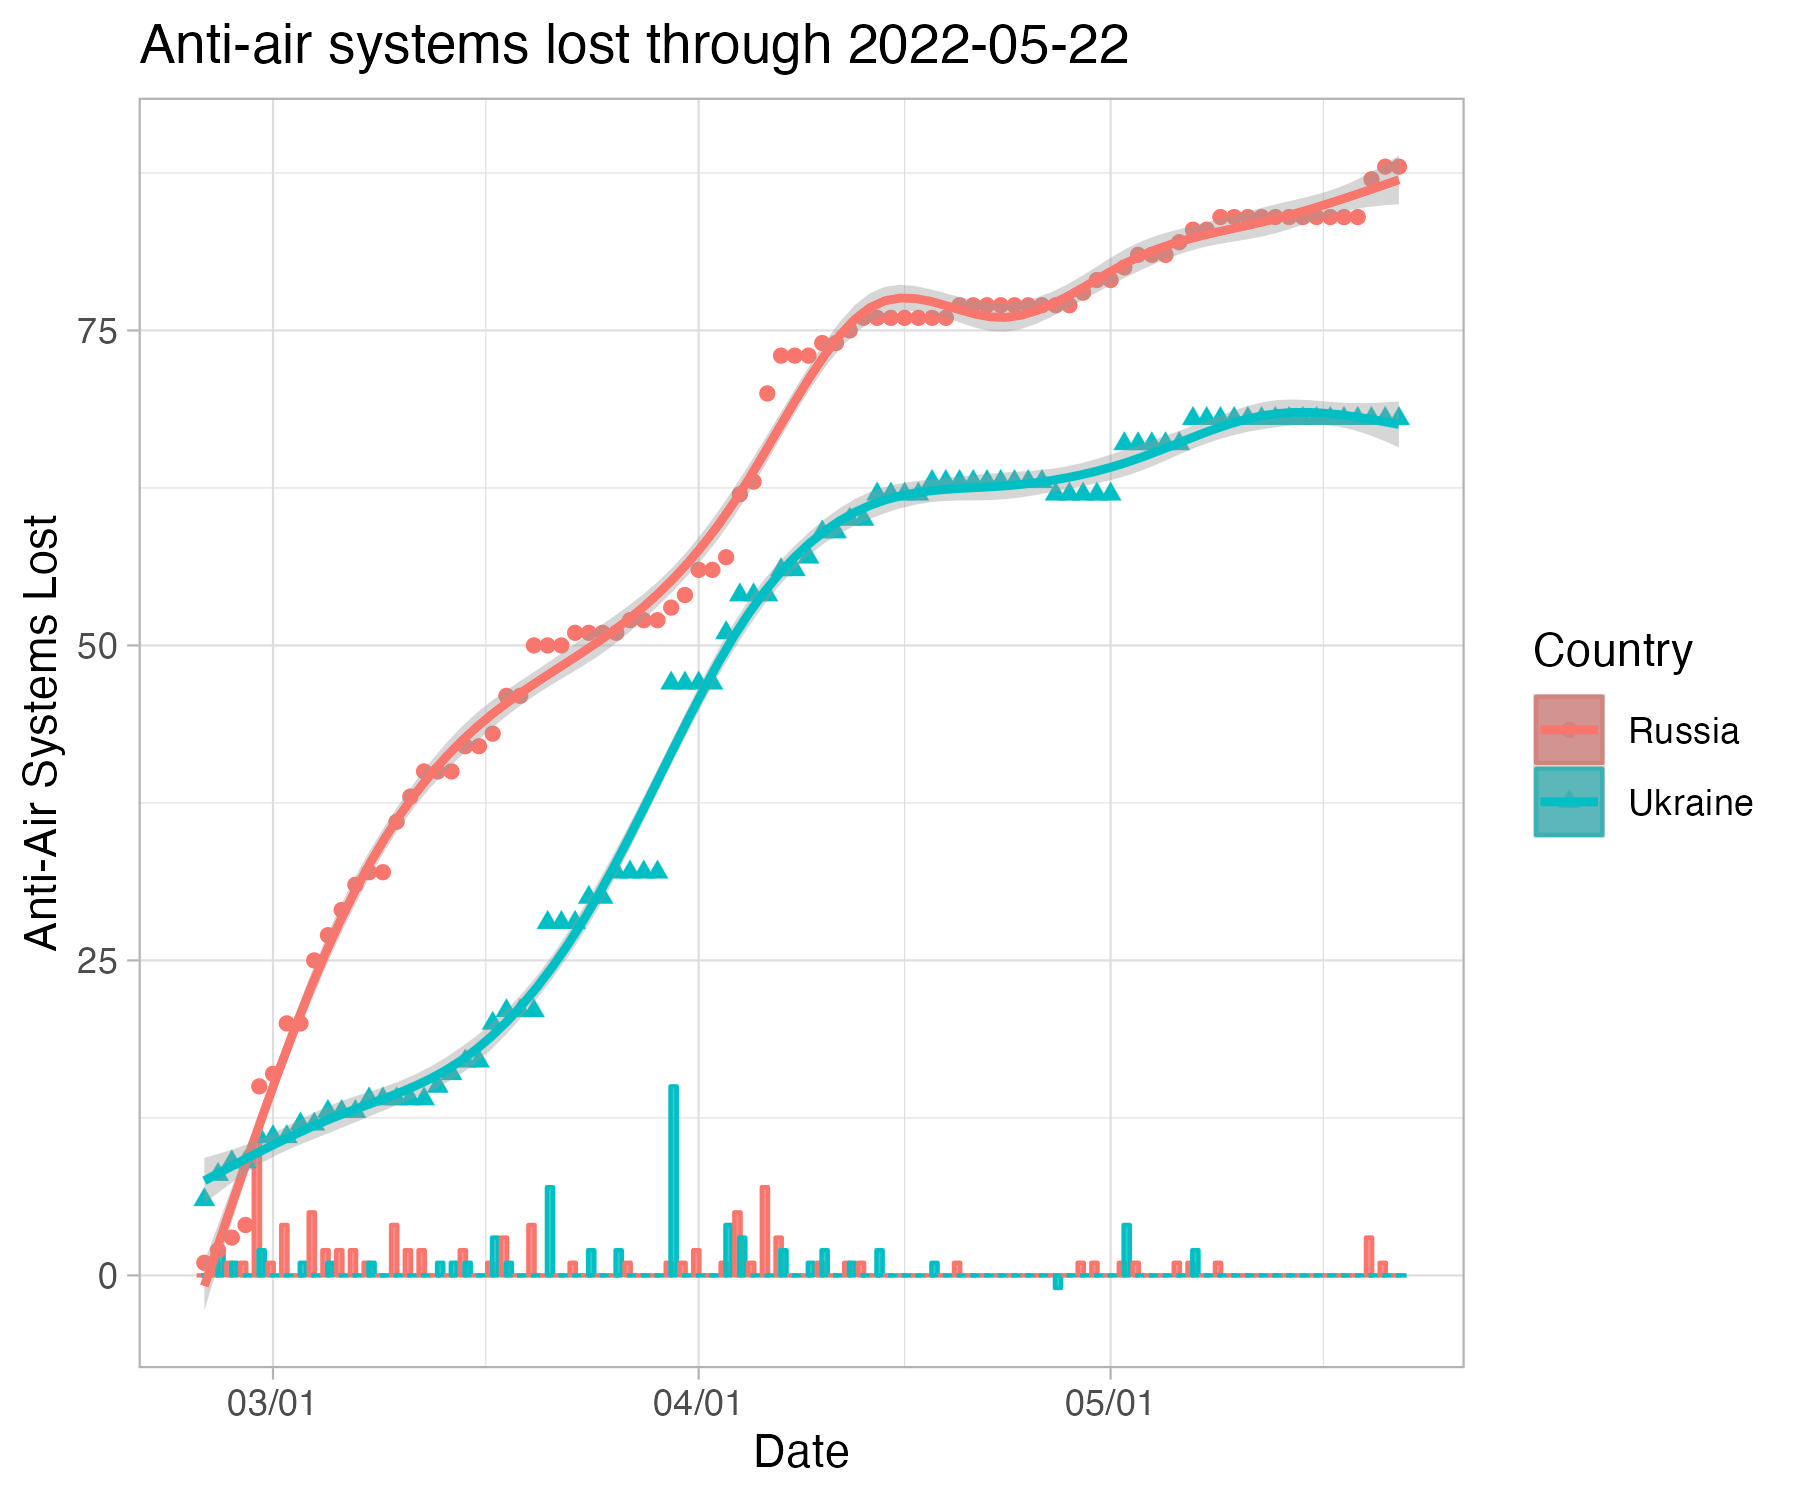 Anti-air systems lost through 2022-05-22
Anti-Air Systems Lost
75
50
25
0
03/01
04/01
05/01
Date
Country
Russia
Ukraine